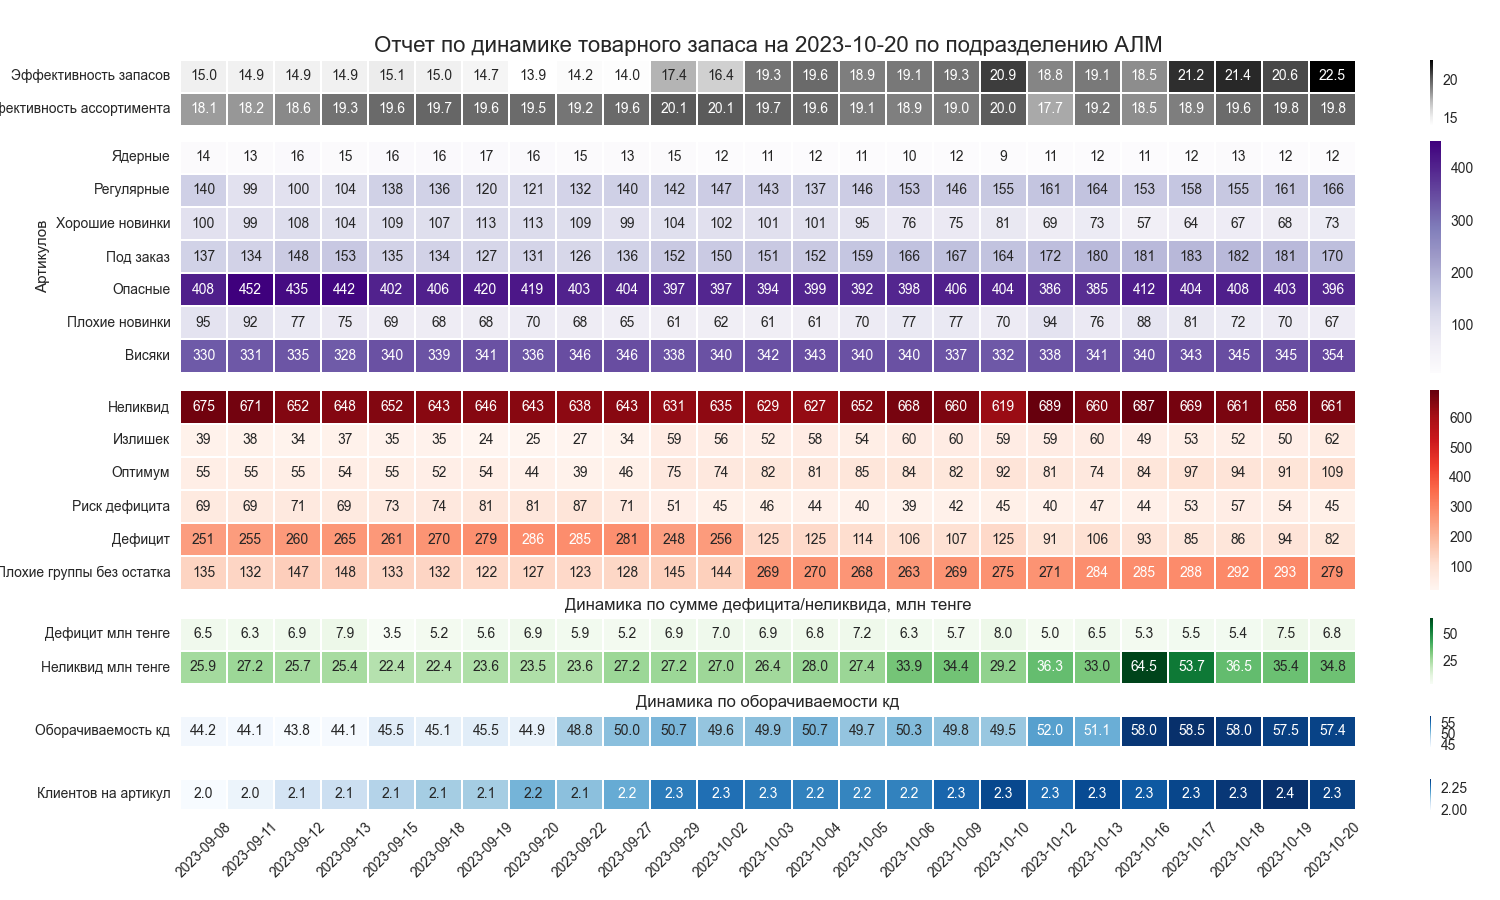 Отчет по динамике товарного запаса на 2023-10-20 по подразделению АЛМ
Эффективность запасов 15.0 14.9 14.9 14.9 15.1 15.0 14.7 13.9 14.2 14.0 17.4 16.4 19.3 19.6 18.9 19.1 19.3 20.9 18.8 19.1 18.5 21.2 21.4 20.6 22.5
фективность ассортимента 18.1 18.2 18.6 19.3 19.6 19.7 19.6 19.5 19.2 19.6 20.1 20.1 19.7 19.6 19.1 18.9 19.0 20.0 17.7 19.2 18.5 18.9 19.6 19.8 19.8
20
15
Артикулов
Ядерные 14 13 16 15 16 16 17 16 15 13 15 12 11 12 11 10 12 9 11 12 11 12 13 12 12
Регулярные 140 99 100 104 138 136 120 121 132 140 142 147 143 137 146 153 146 155 161 164 153 158 155 161 166
Хорошие новинки 100 99 108 104 109 107 113 113 109 99 104 102 101 101 95 76 75 81 69 73 57 64 67 68 73
Под заказ 137 134 148 153 135 134 127 131 126 136 152 150 151 152 159 166 167 164 172 180 181 183 182 181 170
Опасные 408 452 435 442 402 406 420 419 403 404 397 397 394 399 392 398 406 404 386 385 412 404 408 403 396
Плохие новинки 95 92 77 75 69 68 68 70 68 65 61 62 61 61 70 77 77 70 94 76 88 81 72 70 67
Висяки 330 331 335 328 340 339 341 336 346 346 338 340 342 343 340 340 337 332 338 341 340 343 345 345 354
400
300
200
100
Неликвид 675 671 652 648 652 643 646 643 638 643 631 635 629 627 652 668 660 619 689 660 687 669 661 658 661
Излишек 39 38 34 37 35 35 24 25 27 34 59 56 52 58 54 60 60 59 59 60 49 53 52 50 62
Оптимум 55 55 55 54 55 52 54 44 39 46 75 74 82 81 85 84 82 92 81 74 84 97 94 91 109
Риск дефицита 69 69 71 69 73 74 81 81 87 71 51 45 46 44 40 39 42 45 40 47 44 53 57 54 45
Дефицит 251 255 260 265 261 270 279 286 285 281 248 256 125 125 114 106 107 125 91 106 93 85 86 94 82
Плохие группы без остатка 135 132 147 148 133 132 122 127 123 128 145 144 269 270 268 263 269 275 271 284 285 288 292 293 279
600
500
400
300
200
100
Динамика по сумме дефицита/неликвида, млн тенге
Дефицит млн тенге 6.5 6.3 6.9 7.9 3.5 5.2 5.6 6.9 5.9 5.2 6.9 7.0 6.9 6.8 7.2 6.3 5.7 8.0 5.0 6.5 5.3 5.5 5.4 7.5 6.8
Неликвид млн тенге 25.9 27.2 25.7 25.4 22.4 22.4 23.6 23.5 23.6 27.2 27.2 27.0 26.4 28.0 27.4 33.9 34.4 29.2 36.3 33.0 64.5 53.7 36.5 35.4 34.8
50
25
Динамика по оборачиваемости кд
Оборачиваемость кд 44.2 44.1 43.8 44.1 45.5 45.1 45.5 44.9 48.8 50.0 50.7 49.6 49.9 50.7 49.7 50.3 49.8 49.5 52.0 51.1 58.0 58.5 58.0 57.5 57.4
55
50
45
Клиентов на артикул 2.0 2.0 2.1 2.1 2.1 2.1 2.1 2.2 2.1 2.2 2.3 2.3 2.3 2.2 2.2 2.2 2.3 2.3 2.3 2.3 2.3 2.3 2.3 2.4 2.3
2.25
2.00
2023-09-08 2023-09-11 2023-09-12 2023-09-13 2023-09-15 2023-09-18 2023-09-19 2023-09-20 2023-09-22 2023-09-27 2023-09-29 2023-10-02 2023-10-03 2023-10-04 2023-10-05 2023-10-06 2023-10-09 2023-10-10 2023-10-12 2023-10-13 2023-10-16 2023-10-17 2023-10-18 2023-10-19 2023-10-20